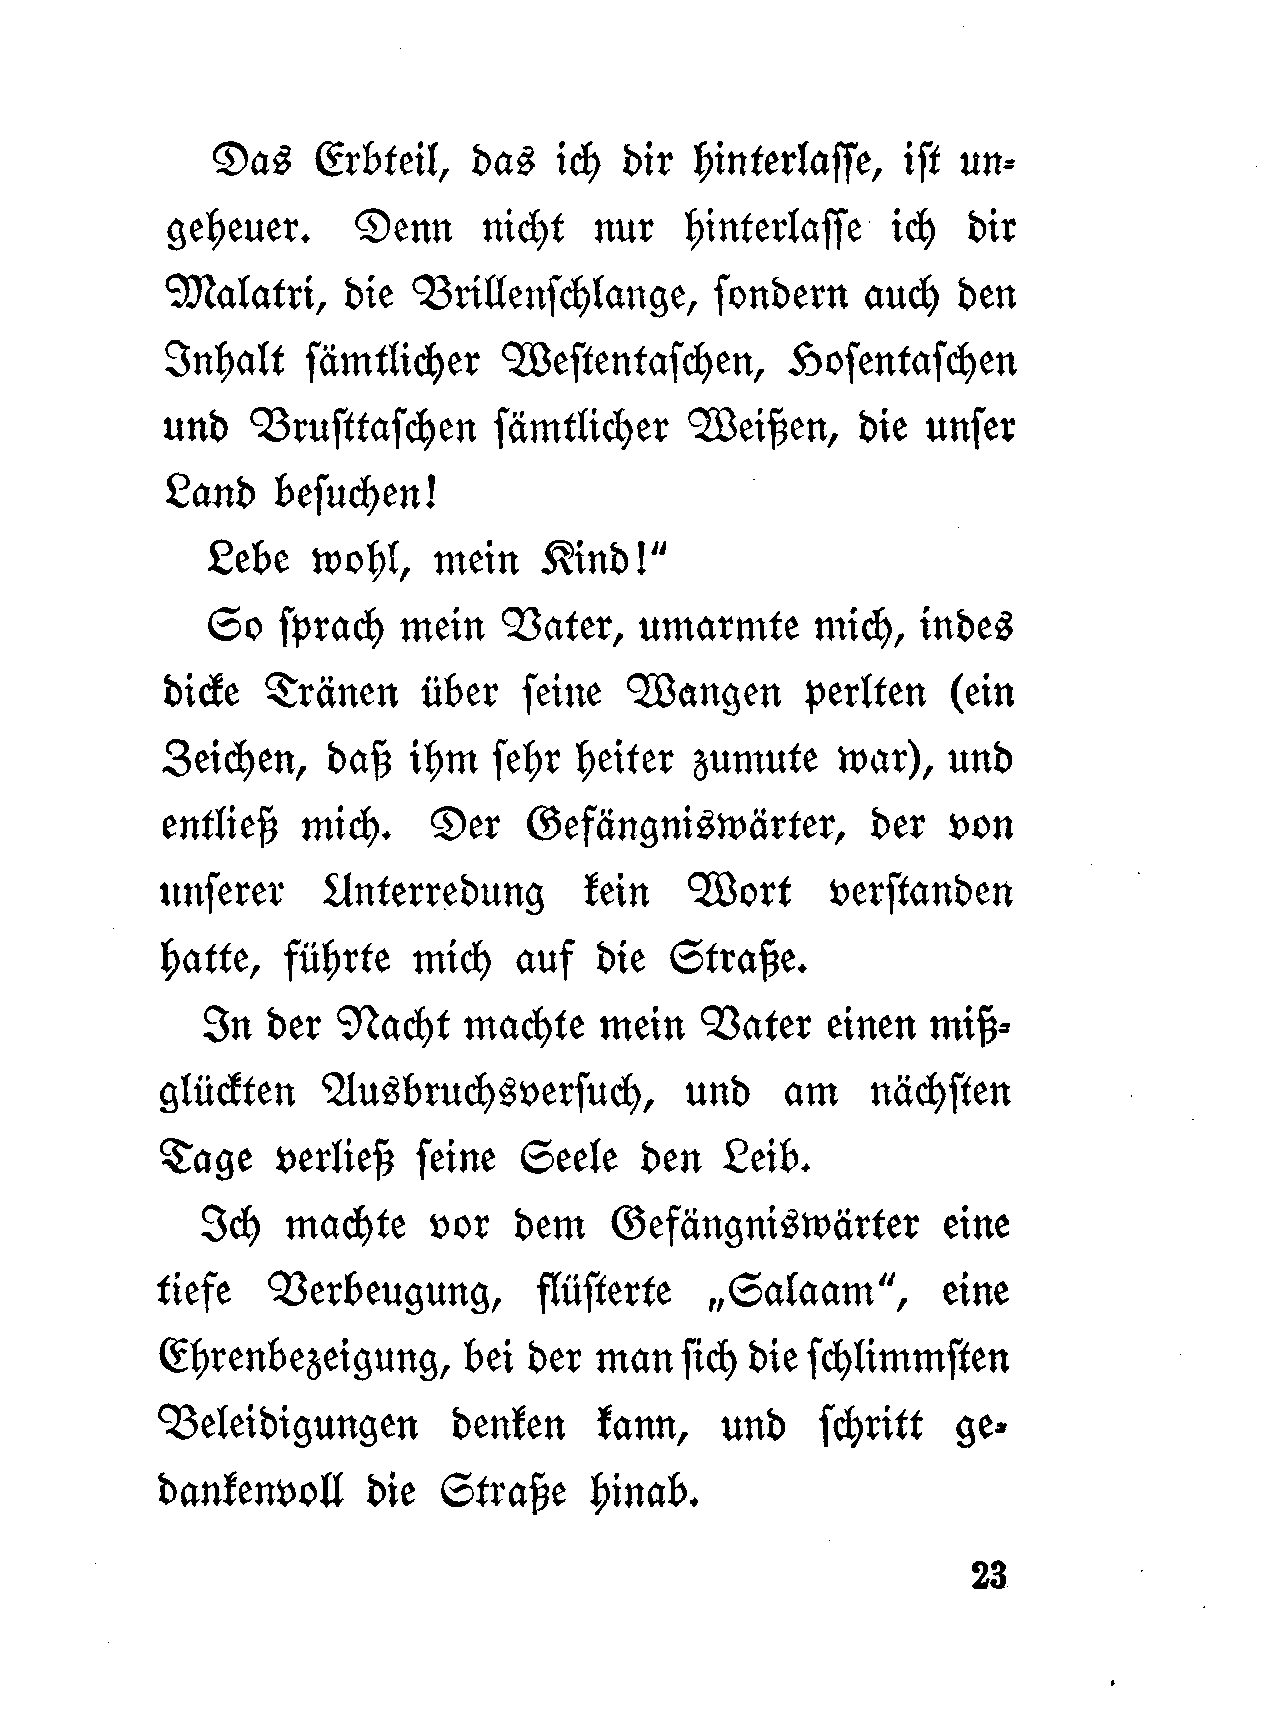 Das Erbteil, das ich dir hinterlasse, ist un-
geheuer. Denn nicht nur hinterlasse ich dir
Malatri, die Brillenschlange, sondern auch den
Inhalt sämtlicher Westentaschen, Hosentaschen
und Brusttaschen sämtlicher Weißen, die unser
Land besuchen!
Lebe wohl, mein Kind!“
So sprach mein Vater, umarmte mich, indes
dicke Tränen über seine Wangen perlten (ein
Zeichen, daß ihm sehr heiter zumute war), und
entließ mich. Der Gefängniswärter, der von
unserer Unterredung kein Wort verstanden
hatte, führte mich auf die Straße.
In der Nacht machte mein Vater einen miß-
glückten Ausbruchsversuch, und am nächsten
Tage verließ seine Seele den Leib.
Ich machte vor dem Gefängniswärter eine
tiefe Verbeugung, flüsterte „Salaam“, eine
Ehrenbezeigung, bei der man sich die schlimmsten
Beleidigungen denken kann, und schritt ge-
dankenvoll die Straße hinab.
23